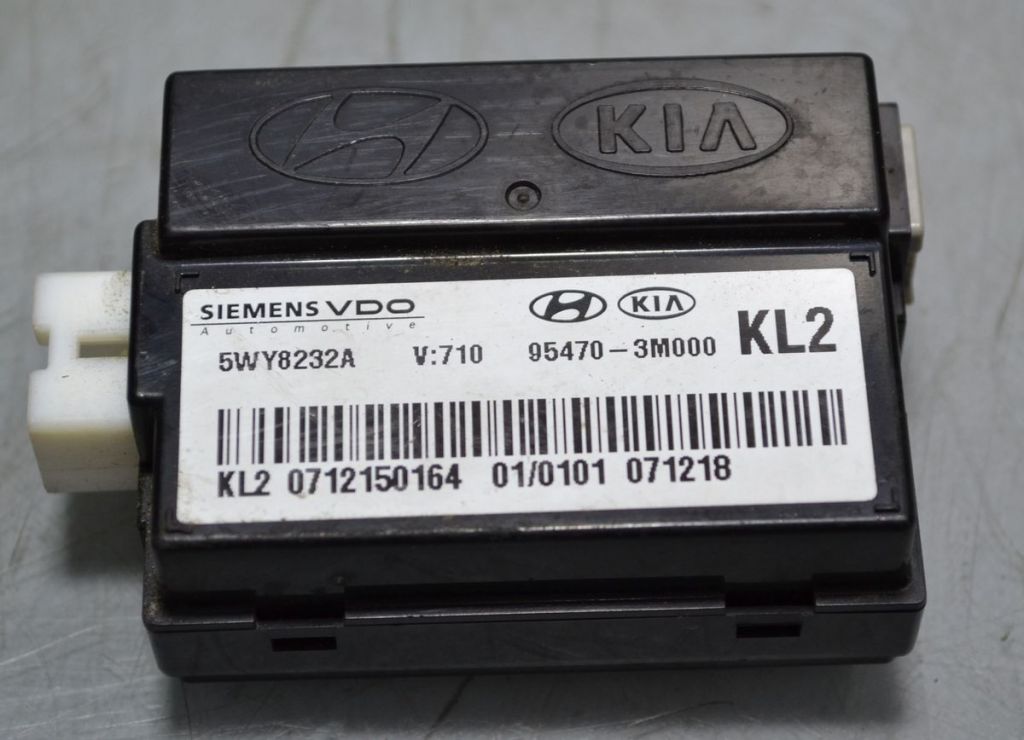 KIA
SIEMENS VDO KIA
Automotive
5WY8232A V:710 95470-3M000 KL2
KL2 0712150164 01/0101 071218